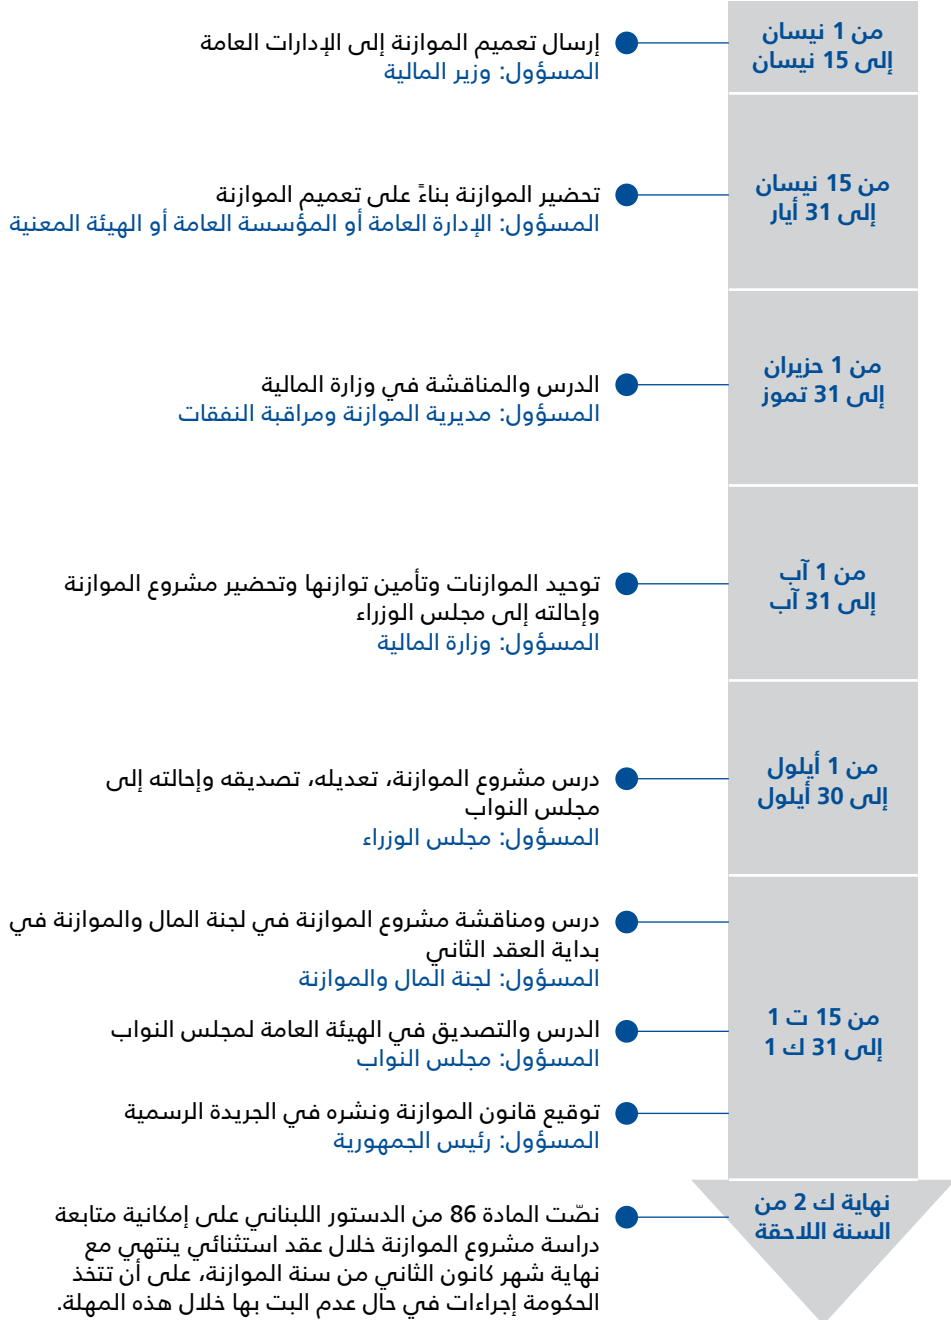 من 1 نيسان
إلى 15 نيسان
إرسال تعميم الموازنة إلى الإدارات العامة
المسؤول: وزير المالية
من 15 نيسان
إلى 31 أيار
تحضير الموازنة بناءً على تعميم الموازنة
المسؤول: الإدارة العامة أو المؤسسة العامة أو الهيئة المعنية
من 1 حزيران
إلى 31 تموز
الدرس والمناقشة في وزارة المالية
المسؤول: مديرية الموازنة ومراقبة النفقات
من 1 آب
إلى 31 آب
توحيد الموازنات وتأمين توازنها وتحضير مشروع الموازنة
وإحالته إلى مجلس الوزراء
المسؤول: وزارة المالية
من 1 أيلول
إلى 30 أيلول
درس مشروع الموازنة، تعديله، تصديقه وإحالته إلى
مجلس النواب
المسؤول: مجلس الوزراء
من 15 ت 1
إلى 31 ك 1
درس ومناقشة مشروع الموازنة في لجنة المال والموازنة في
بداية العقد الثاني
المسؤول: لجنة المال والموازنة
الدرس والتصديق في الهيئة العامة لمجلس النواب
المسؤول: مجلس النواب
توقيع قانون الموازنة ونشره في الجريدة الرسمية
المسؤول: رئيس الجمهورية
نهاية ك 2 من
السنة اللاحقة
نصّت المادة 86 من الدستور اللبناني على إمكانية متابعة
دراسة مشروع الموازنة خلال عقد استثنائي ينتهي مع
نهاية شهر كانون الثاني من سنة الموازنة، على أن تتخذ
الحكومة إجراءات في حال عدم البت بها خلال هذه المهلة.